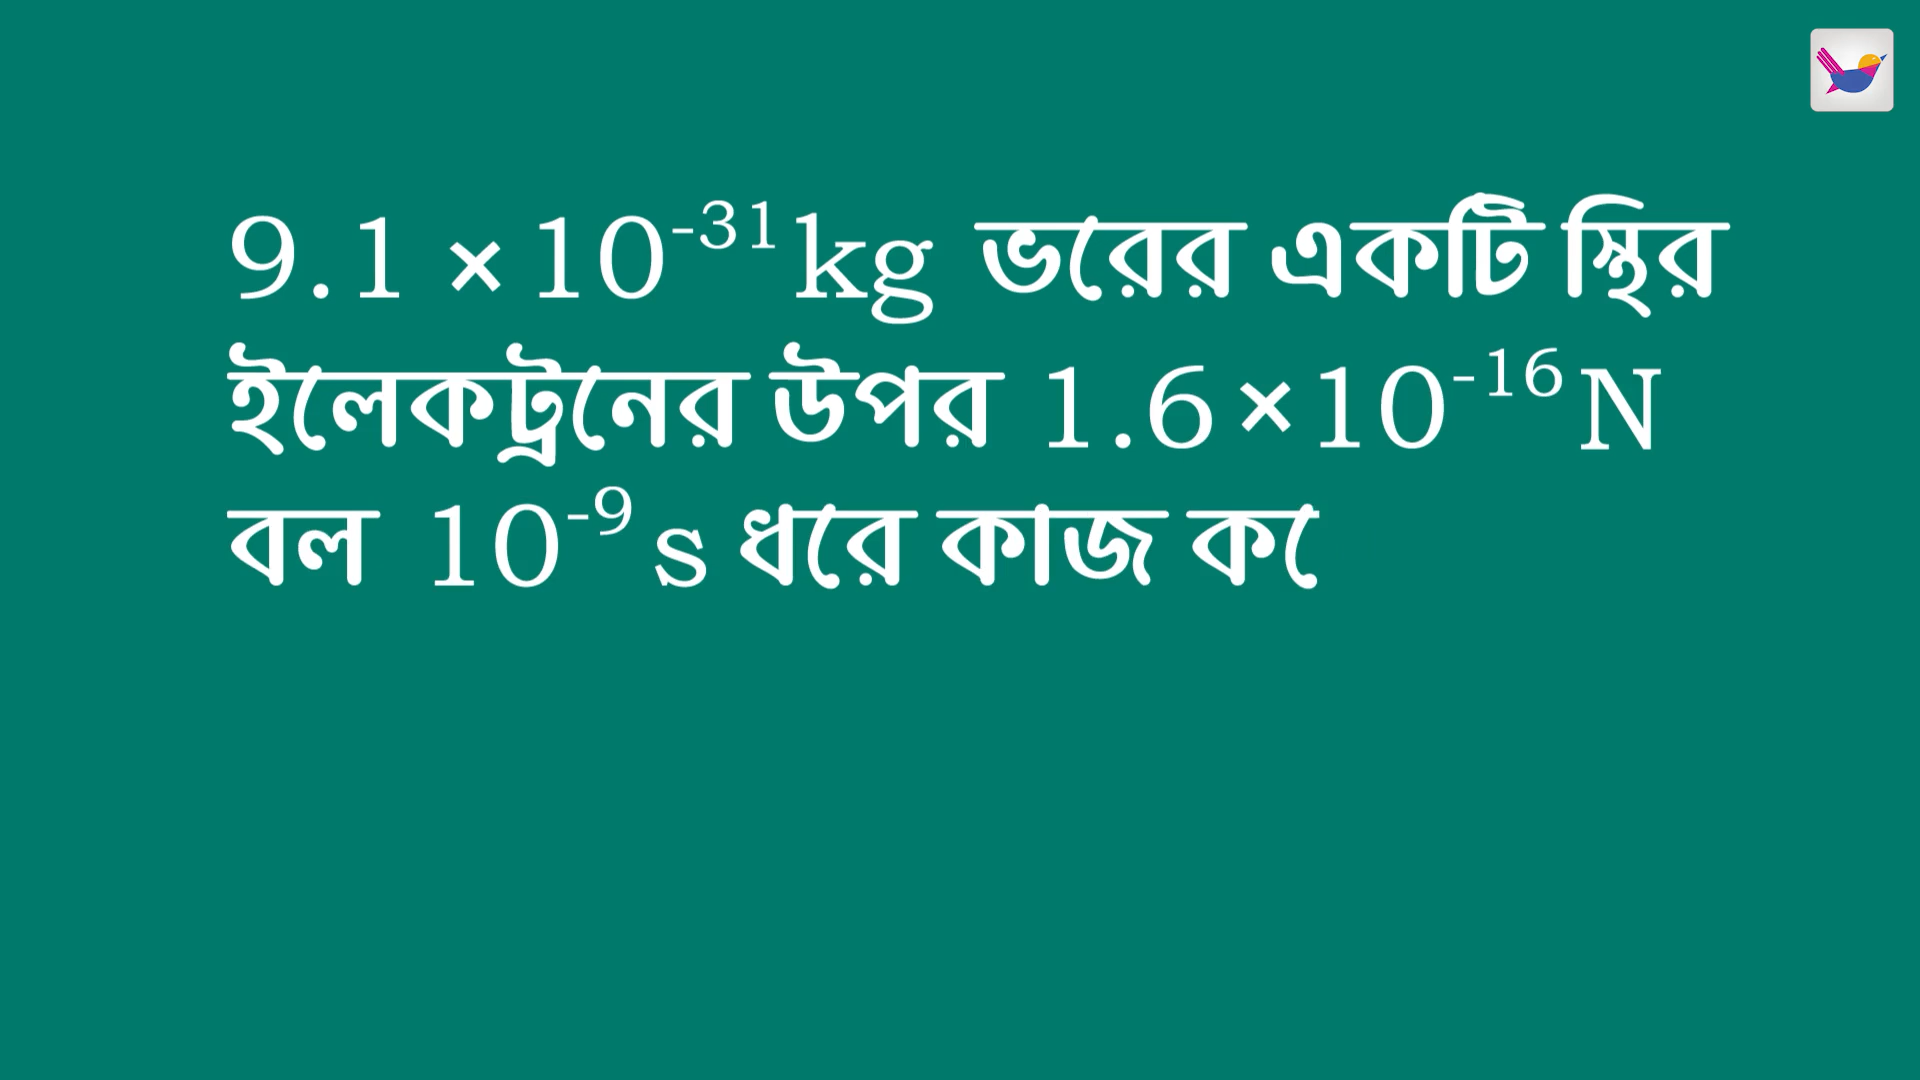 9.1 × 10⁻³¹ kg ভরের একটি স্থির
ইলেকট্রনের উপর 1.6 × 10⁻¹⁶ N
বল 10⁻⁹ s ধরে কাজ কে